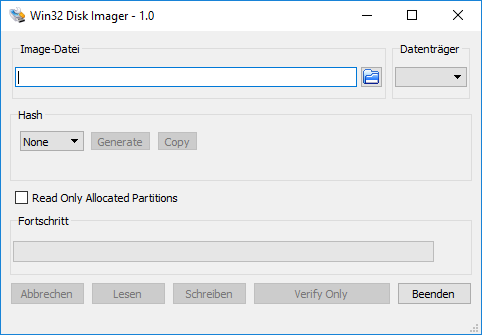 Win32 Disk Imager - 1.0
Image-Datei
Datenträger
Hash
None Generate Copy
Read Only Allocated Partitions
Fortschritt
Abbrechen Lesen Schreiben Verify Only Beenden